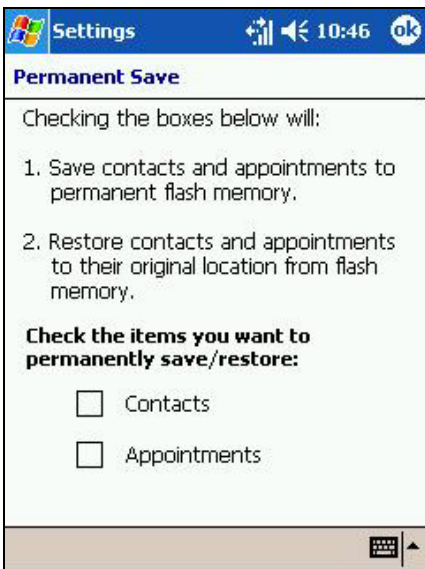 Settings 10:46 ok
Permanent Save
Checking the boxes below will:
1. Save contacts and appointments to
permanent flash memory.
2. Restore contacts and appointments
to their original location from flash
memory.
Check the items you want to
permanently save/restore:
Contacts
Appointments